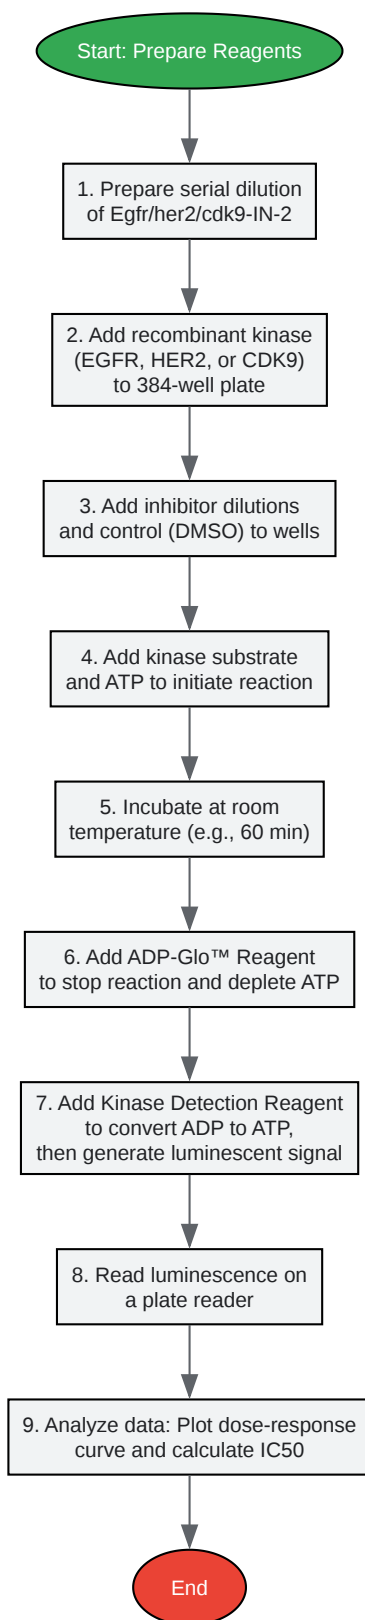 Start: Prepare Reagents
1. Prepare serial dilution
of Egfr/her2/cdk9-IN-2
2. Add recombinant kinase
(EGFR, HER2, or CDK9)
to 384-well plate
3. Add inhibitor dilutions
and control (DMSO) to wells
4. Add kinase substrate
and ATP to initiate reaction
5. Incubate at room
temperature (e.g., 60 min)
6. Add ADP-Glo™ Reagent
to stop reaction and deplete ATP
7. Add Kinase Detection Reagent
to convert ADP to ATP,
then generate luminescent signal
8. Read luminescence on
a plate reader
9. Analyze data: Plot dose-response
curve and calculate IC50
End